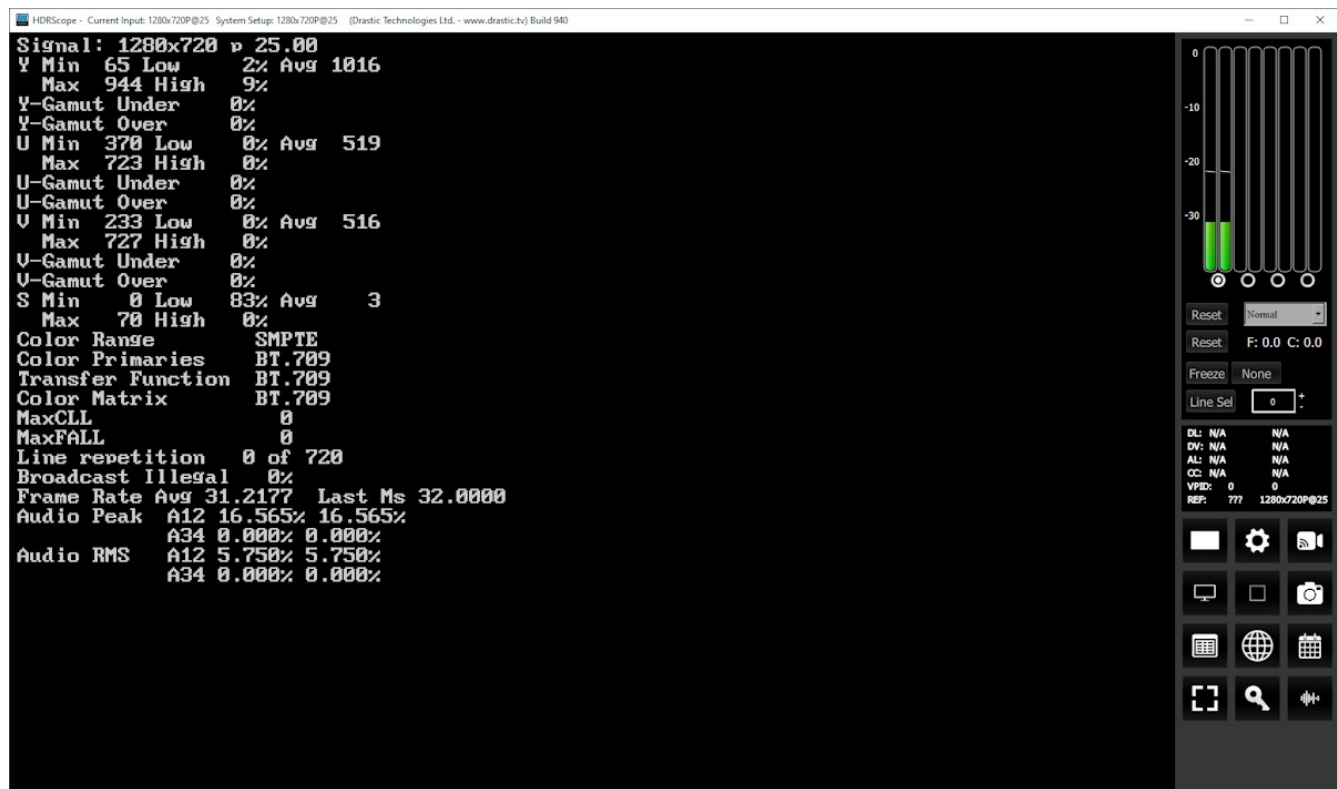 HDRScope - Current Input: 1280x720P@25 System Setup: 1280x720P@25 (Drastic Technologies Ltd. - www.drastic.tv) Build 940
Signal: 1280x720 p 25.00
Y Min 65 Low 2% Avg 1016
Max 944 High 9%
Y-Gamut Under 0%
Y-Gamut Over 0%
U Min 370 Low 0% Avg 519
Max 723 High 0%
U-Gamut Under 0%
U-Gamut Over 0%
V Min 233 Low 0% Avg 516
Max 727 High 0%
V-Gamut Under 0%
V-Gamut Over 0%
S Min 0 Low 83% Avg 3
Max 70 High 0%
Color Range SMPTE
Color Primaries BT.709
Transfer Function BT.709
Color Matrix BT.709
MaxCLL 0
MaxFALL 0
Line repetition 0 of 720
Broadcast Illegal 0%
Frame Rate Avg 31.2177 Last Ms 32.0000
Audio Peak A12 16.565% 16.565%
A34 0.000% 0.000%
Audio RMS A12 5.750% 5.750%
A34 0.000% 0.000%
0
-10
-20
-30
Reset Normal
Reset F: 0.0 C: 0.0
Freeze None
Line Sel 0 + -
DL: N/A N/A
DV: N/A N/A
AL: N/A N/A
CC: N/A N/A
VPID: 0 0
REF: ??? 1280x720P@25